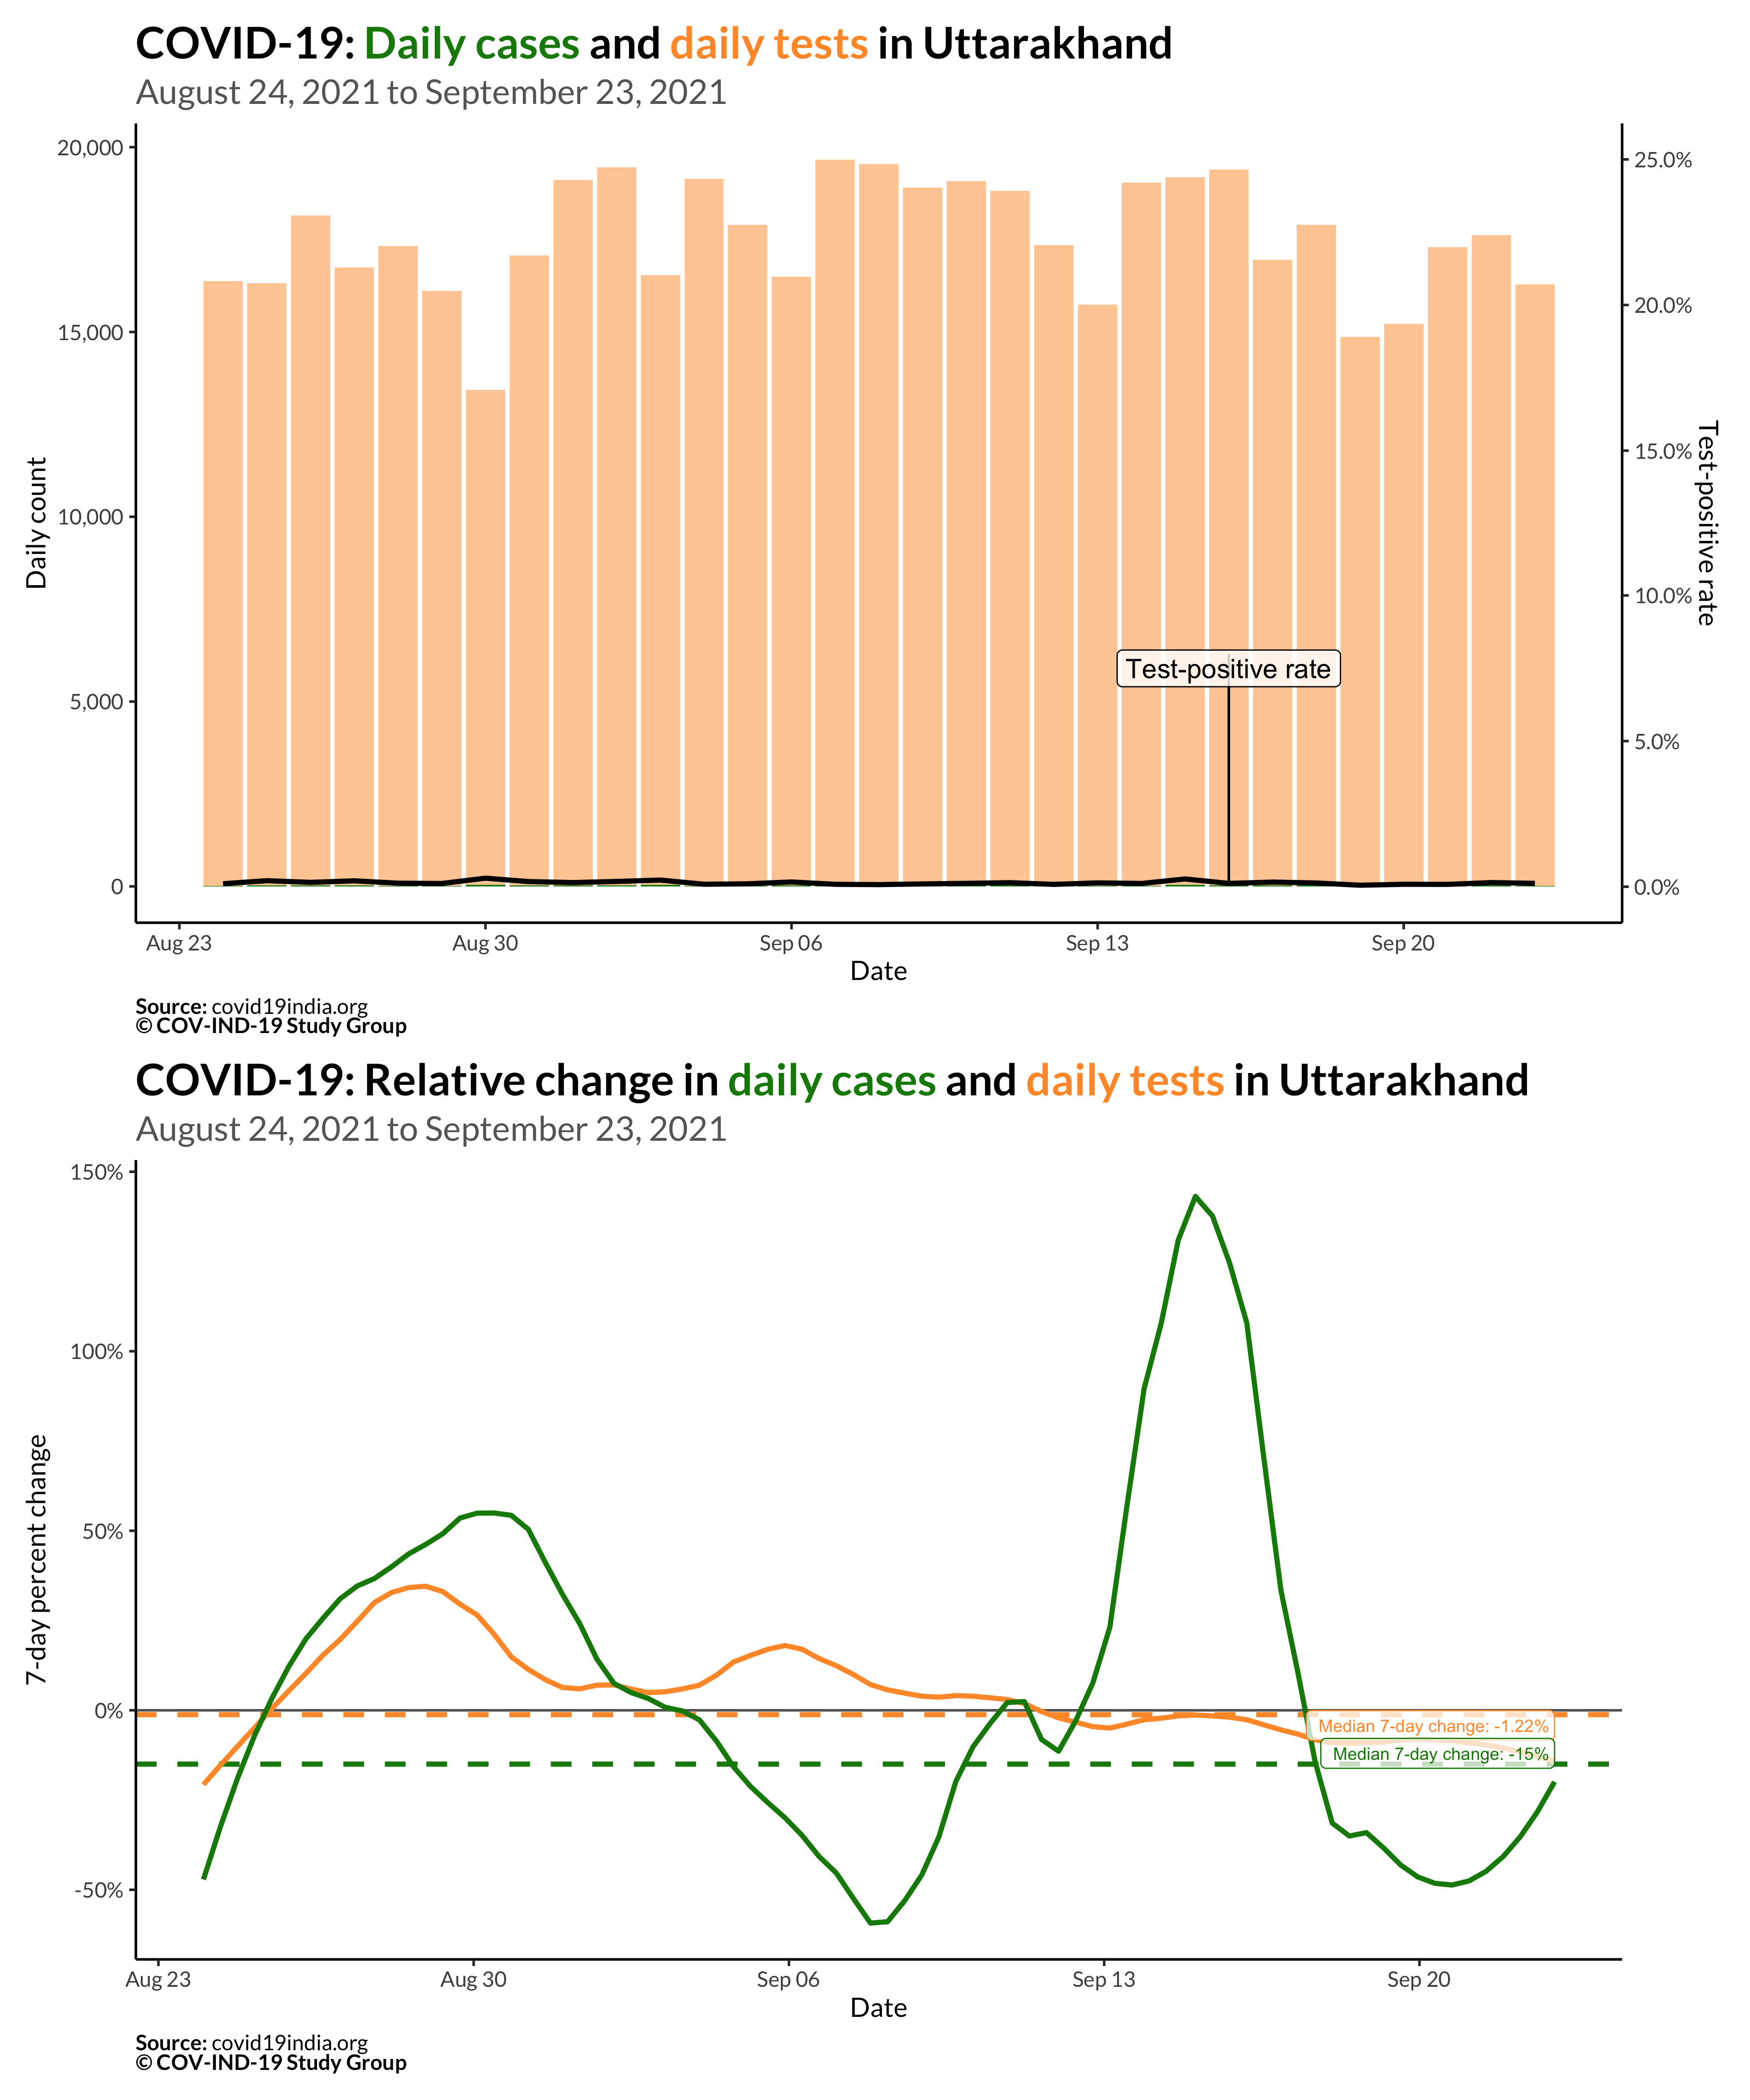 COVID-19: Daily cases and daily tests in Uttarakhand
August 24, 2021 to September 23, 2021
20,000
15,000
10,000
5,000
0
Daily count
25.0%
20.0%
15.0%
10.0%
5.0%
0.0%
Test-positive rate
Test-positive rate
Aug 23
Aug 30
Sep 06
Sep 13
Sep 20
Date
Source: covid19india.org
© COV-IND-19 Study Group
COVID-19: Relative change in daily cases and daily tests in Uttarakhand
August 24, 2021 to September 23, 2021
150%
100%
50%
0%
-50%
7-day percent change
Median 7-day change: -1.22%
Median 7-day change: -15%
Aug 23
Aug 30
Sep 06
Sep 13
Sep 20
Date
Source: covid19india.org
© COV-IND-19 Study Group